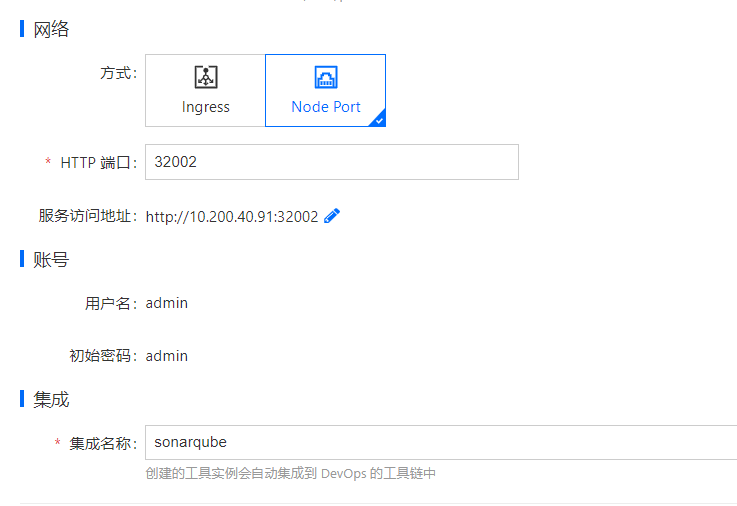 网络
方式：
Ingress
Node Port
* HTTP 端口：
32002
服务访问地址：http://10.200.40.91:32002
账号
用户名：admin
初始密码：admin
集成
* 集成名称：
sonarqube
创建的工具实例会自动集成到 DevOps 的工具链中